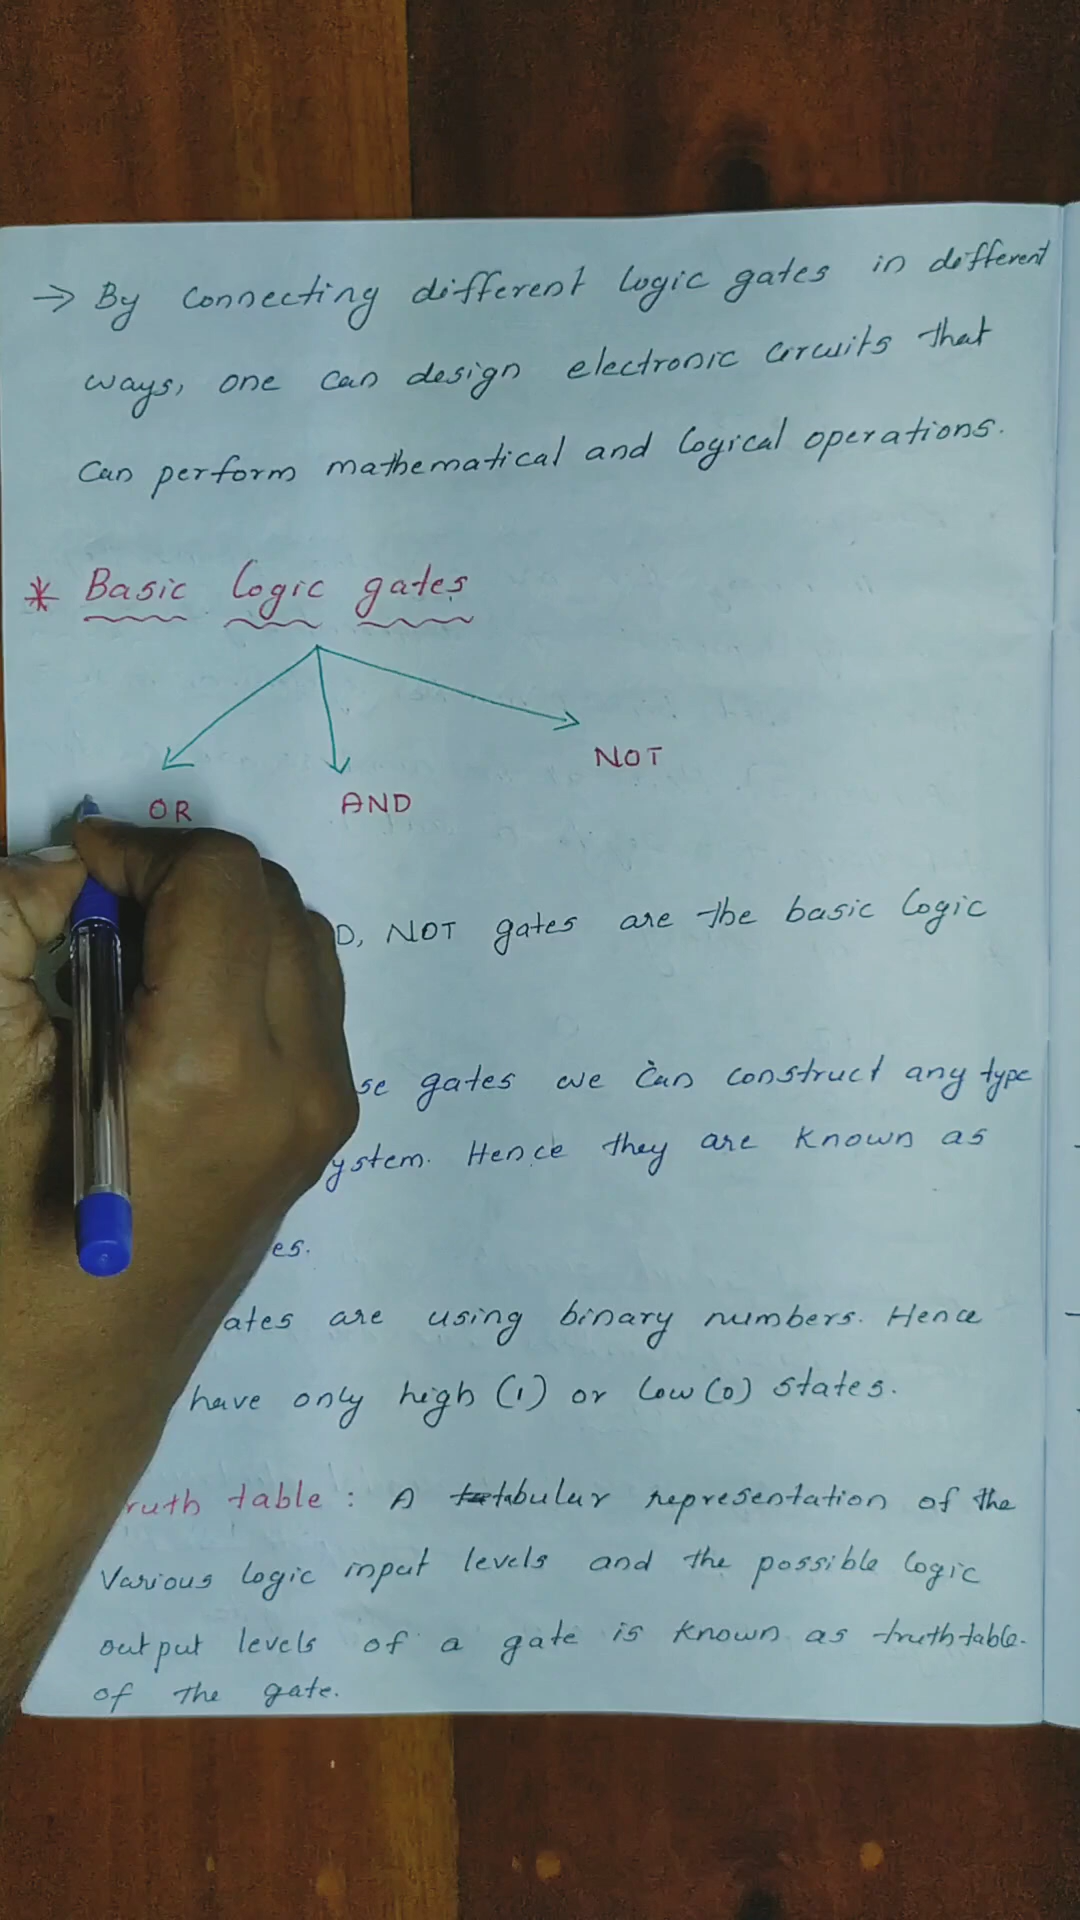 → By connecting different logic gates in different
ways, one can design electronic circuits that
can perform mathematical and logical operations.
* Basic logic gates
NOT
OR AND
D, NOT gates are the basic logic
se gates we can construct any type
ystem. Hence they are known as
es.
ates are using binary numbers. Hence
have only high (1) or low (0) states.
ruth table : A tabular representation of the
various logic input levels and the possible logic
output levels of a gate is known as truth table.
of the gate.